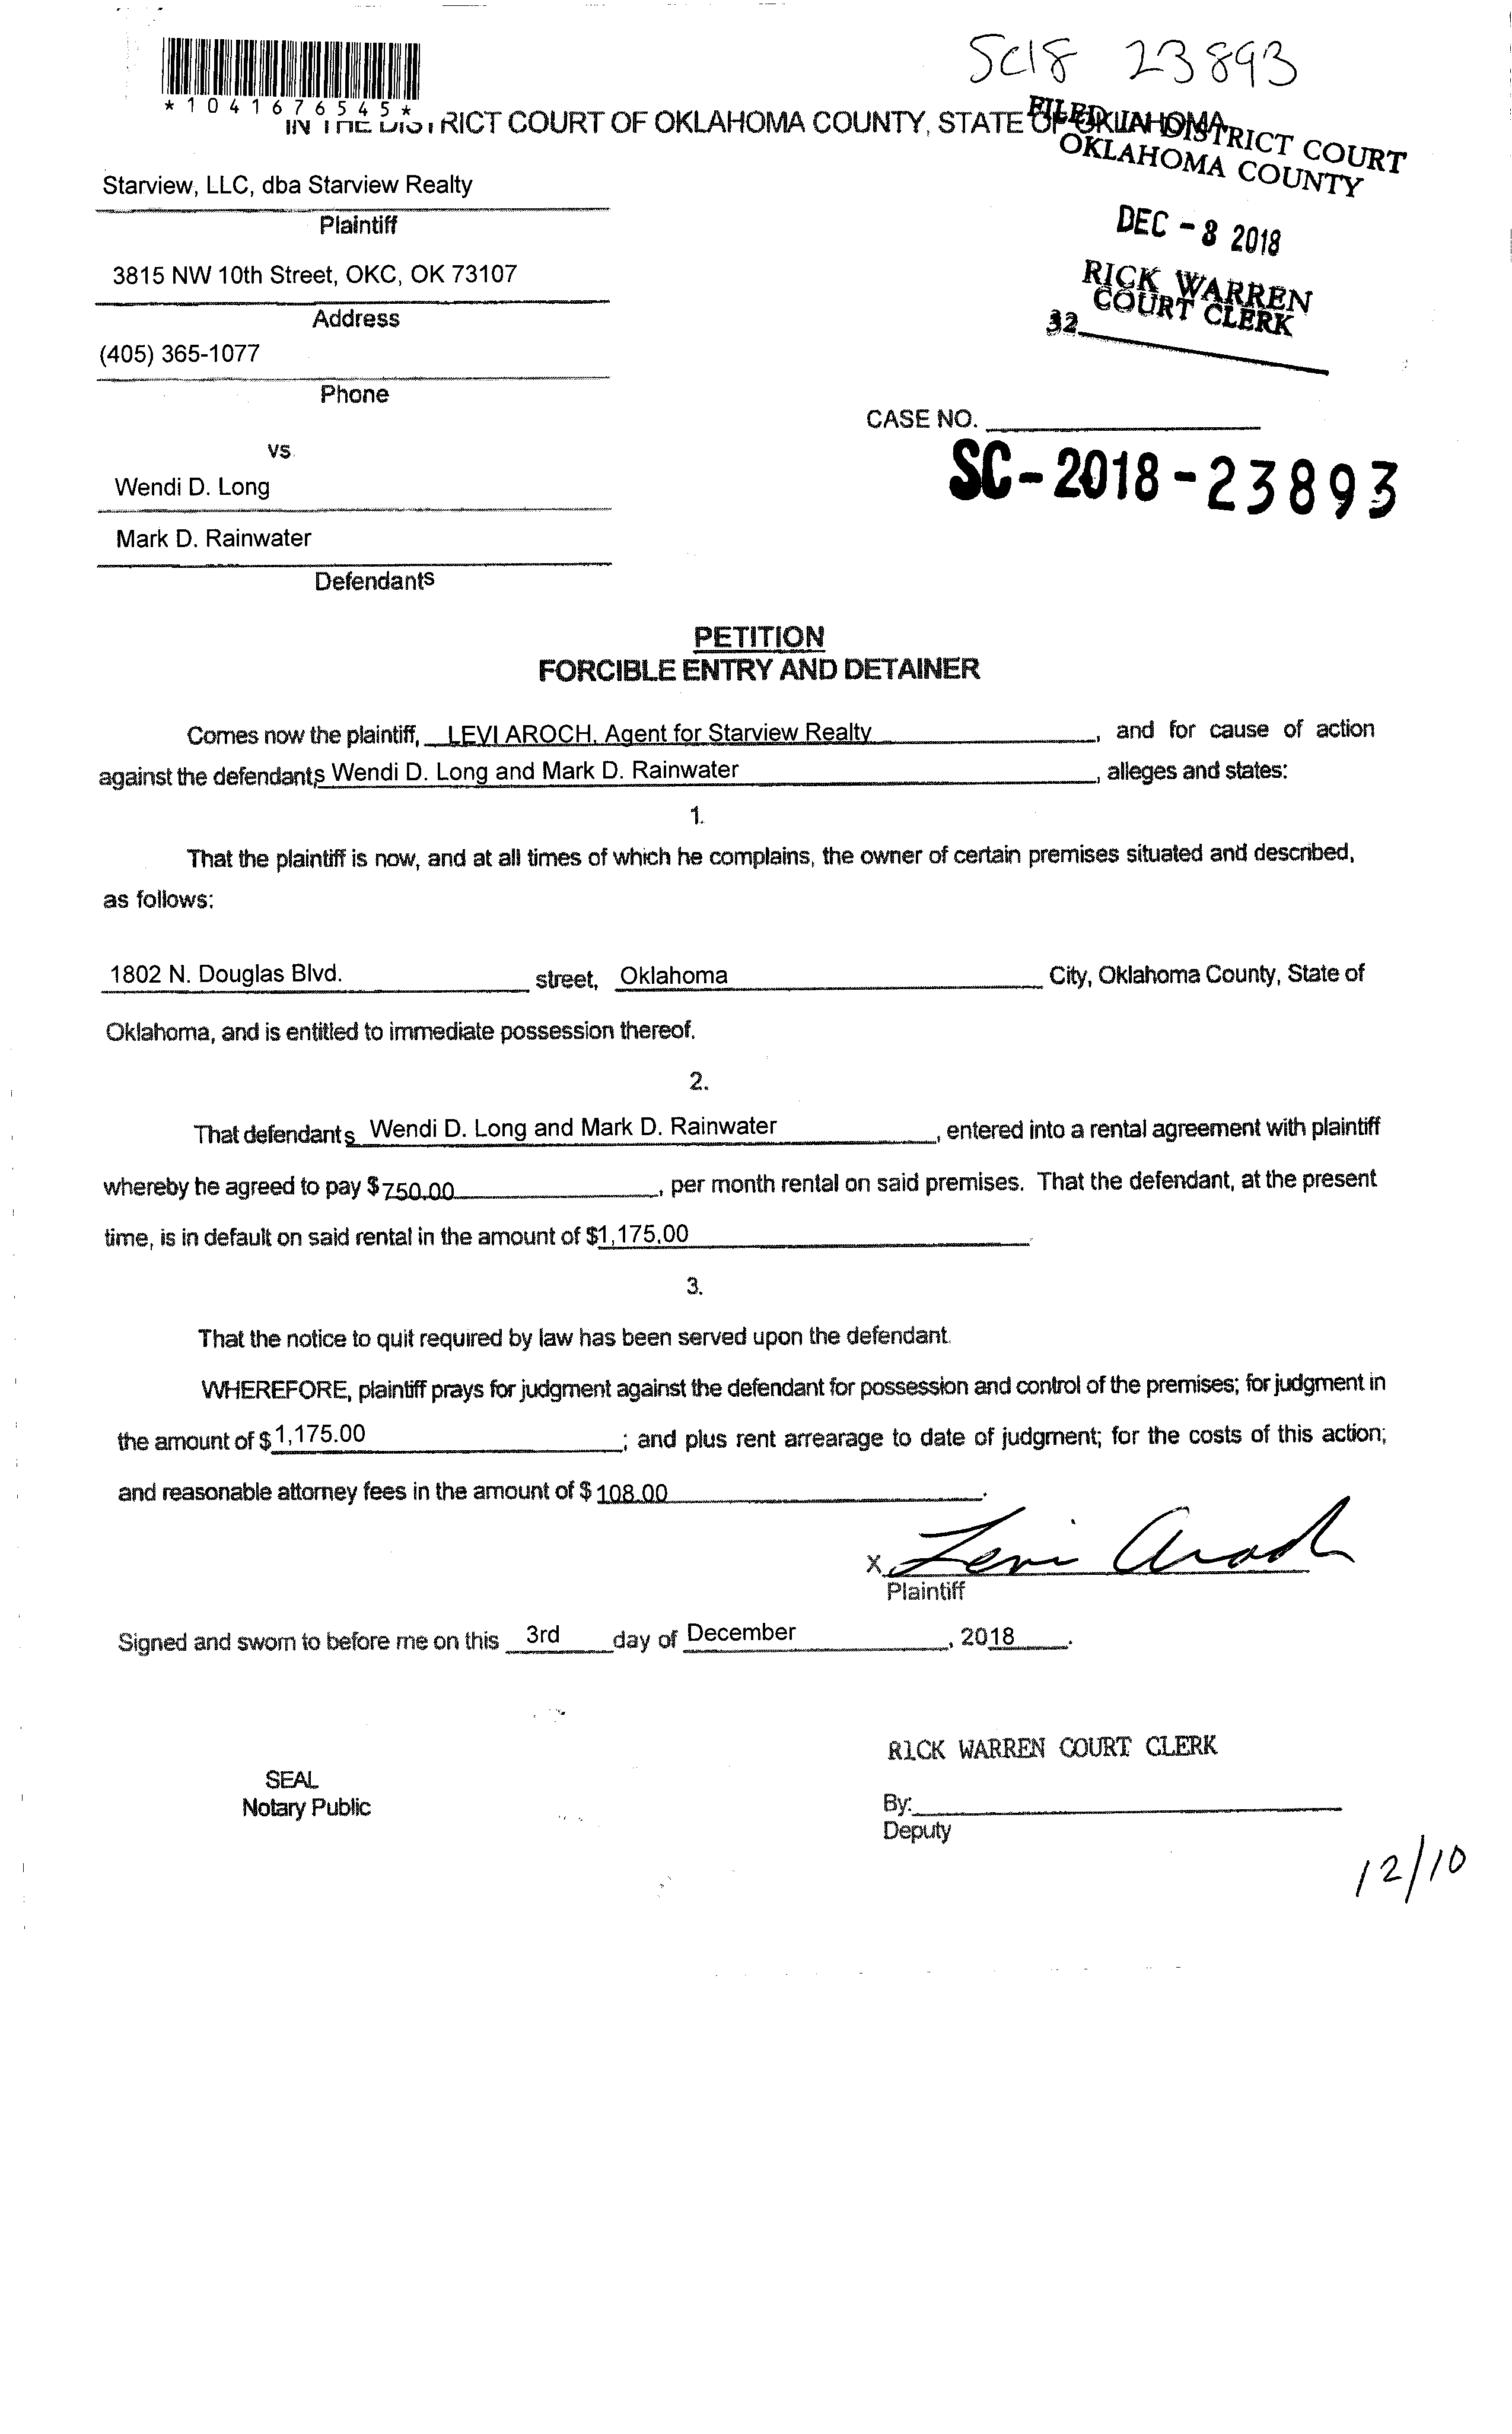 SC18 23893
*1041676545*
IN THE DISTRICT COURT OF OKLAHOMA COUNTY, STATE OF OKLAHOMA
FILED IN DISTRICT COURT
OKLAHOMA COUNTY
Starview, LLC, dba Starview Realty
Plaintiff
DEC - 8 2018
3815 NW 10th Street, OKC, OK 73107
RICK WARREN
COURT CLERK
Address
32
(405) 365-1077
Phone
CASE NO.
vs
SC-2018-23893
Wendi D. Long
Mark D. Rainwater
Defendants
PETITION
FORCIBLE ENTRY AND DETAINER
Comes now the plaintiff, LEVI AROCH, Agent for Starview Realty, and for cause of action
against the defendants Wendi D. Long and Mark D. Rainwater, alleges and states:
1.
That the plaintiff is now, and at all times of which he complains, the owner of certain premises situated and described,
as follows:
1802 N. Douglas Blvd. street, Oklahoma City, Oklahoma County, State of
Oklahoma, and is entitled to immediate possession thereof.
2.
That defendants Wendi D. Long and Mark D. Rainwater, entered into a rental agreement with plaintiff
whereby he agreed to pay $750.00, per month rental on said premises. That the defendant, at the present
time, is in default on said rental in the amount of $1,175.00.
3.
That the notice to quit required by law has been served upon the defendant.
WHEREFORE, plaintiff prays for judgment against the defendant for possession and control of the premises; for judgment in
the amount of $1,175.00; and plus rent arrearage to date of judgment; for the costs of this action;
and reasonable attorney fees in the amount of $108.00.
X Levi Aroch
Plaintiff
Signed and sworn to before me on this 3rd day of December, 2018.
RICK WARREN COURT CLERK
SEAL
Notary Public
By:
Deputy
12/10